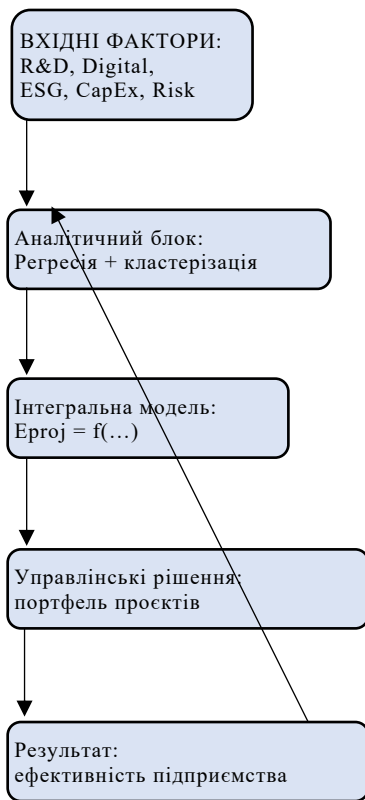 ВХІДНІ ФАКТОРИ:
R&D, Digital,
ESG, CapEx, Risk
Аналітичний блок:
Регресія + кластерізація
Інтегральна модель:
Eproj = f(…)
Управлінські рішення:
портфель проєктів
Результат:
ефективність підприємства